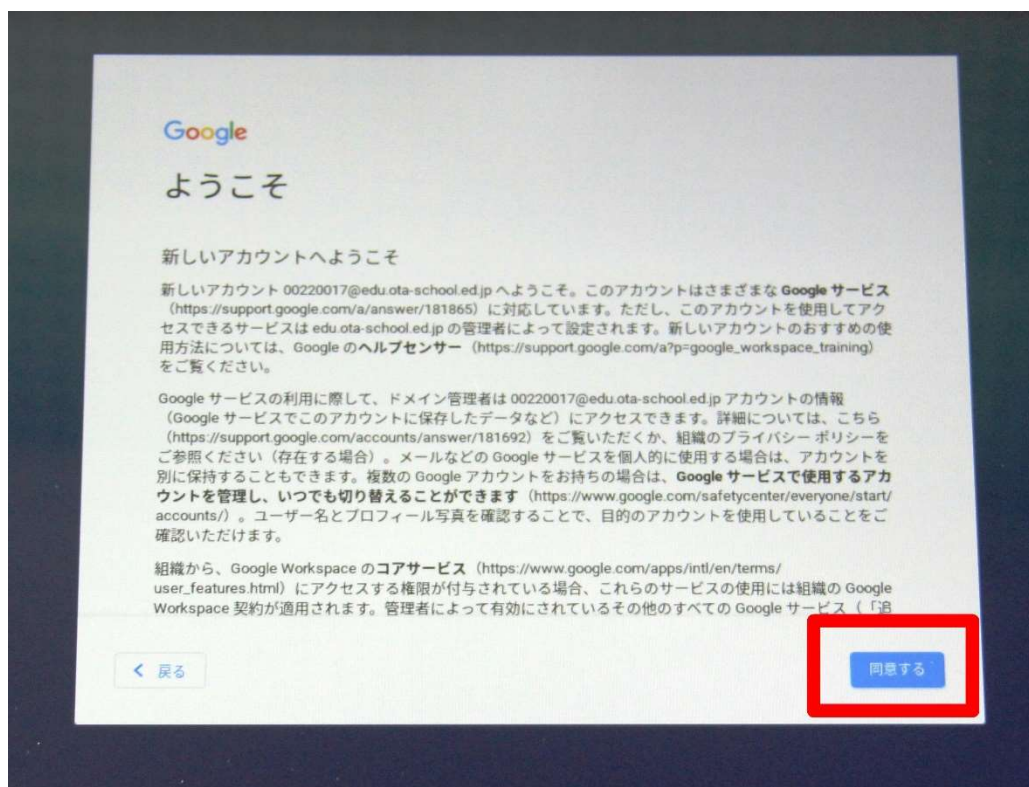 Google
ようこそ
新しいアカウントへようこそ
新しいアカウント 00220017@edu.ota-school.ed.jp へようこそ。このアカウントはさまざまな Google サービス
（https://support.google.com/a/answer/181865）に対応しています。ただし、このアカウントを使用してアク
セスできるサービスは edu.ota-school.ed.jp の管理者によって設定されます。新しいアカウントのおすすめの使
用方法については、Google のヘルプセンサー（https://support.google.com/a?p=google_workspace_training）
をご覧ください。
Google サービスの利用に際して、ドメイン管理者は 00220017@edu.ota-school.ed.jp アカウントの情報
（Google サービスでこのアカウントに保存したデータなど）にアクセスできます。詳細については、こちら
（https://support.google.com/accounts/answer/181692）をご覧いただくか、組織のプライバシー ポリシーを
ご参照ください（存在する場合）。メールなどの Google サービスを個人的に使用する場合は、アカウントを
別に保持することもできます。複数の Google アカウントをお持ちの場合は、Google サービスで使用するアカ
ウントを管理し、いつでも切り替えることができます（https://www.google.com/safetycenter/everyone/start/
accounts/）。ユーザー名とプロフィール写真を確認することで、目的のアカウントを使用していることをご
確認いただけます。
組織から、Google Workspace のコアサービス（https://www.google.com/apps/intl/en/terms/
user_features.html）にアクセスする権限が付与されている場合、これらのサービスの使用には組織の Google
Workspace 契約が適用されます。管理者によって有効にされているその他のすべての Google サービス（「追
戻る
同意する